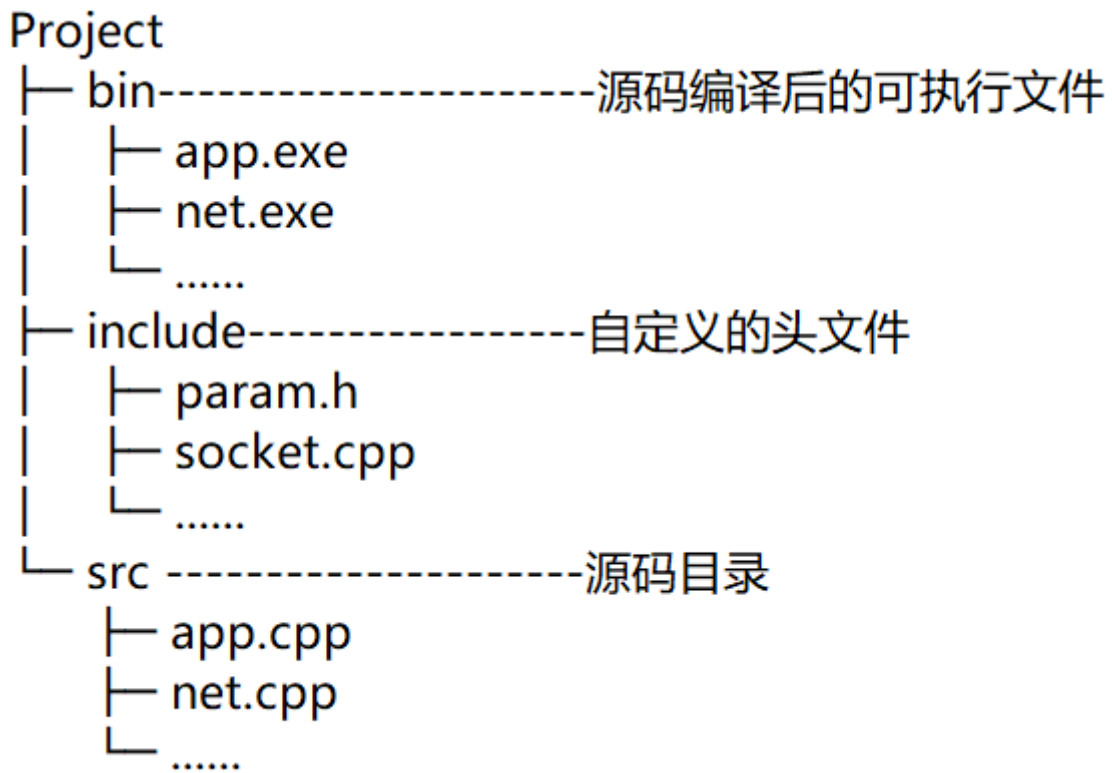 Project
├─ bin----------------------源码编译后的可执行文件
│   ├─ app.exe
│   ├─ net.exe
│   └─ ......
├─ include-----------------自定义的头文件
│   ├─ param.h
│   ├─ socket.cpp
│   └─ ......
└─ src ---------------------源码目录
    ├─ app.cpp
    ├─ net.cpp
    └─ ......